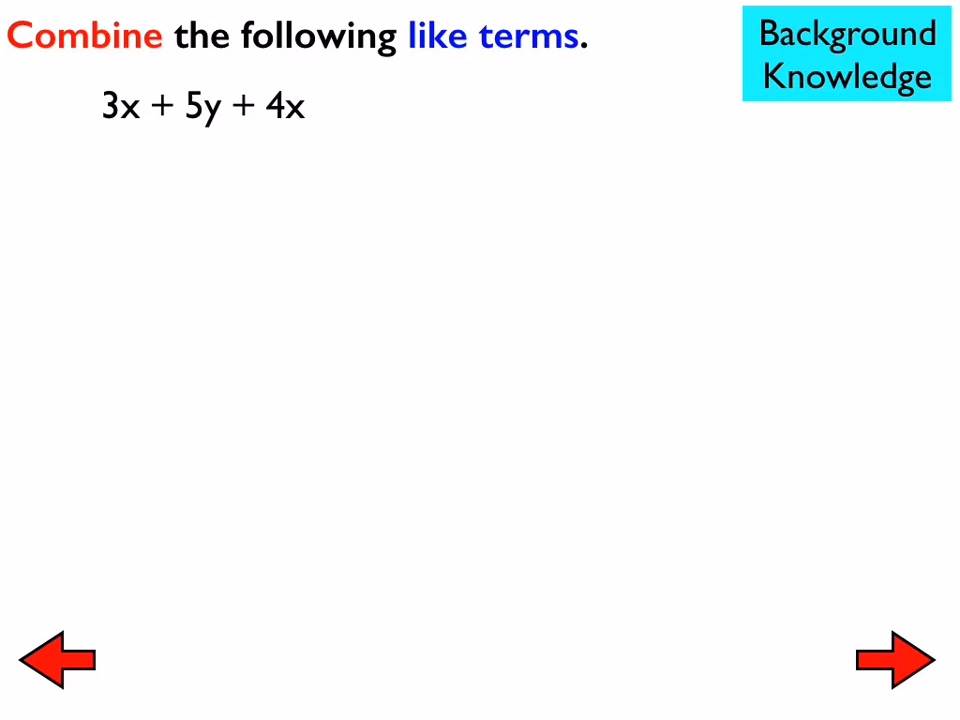 Combine the following like terms.
Background
Knowledge
3x + 5y + 4x